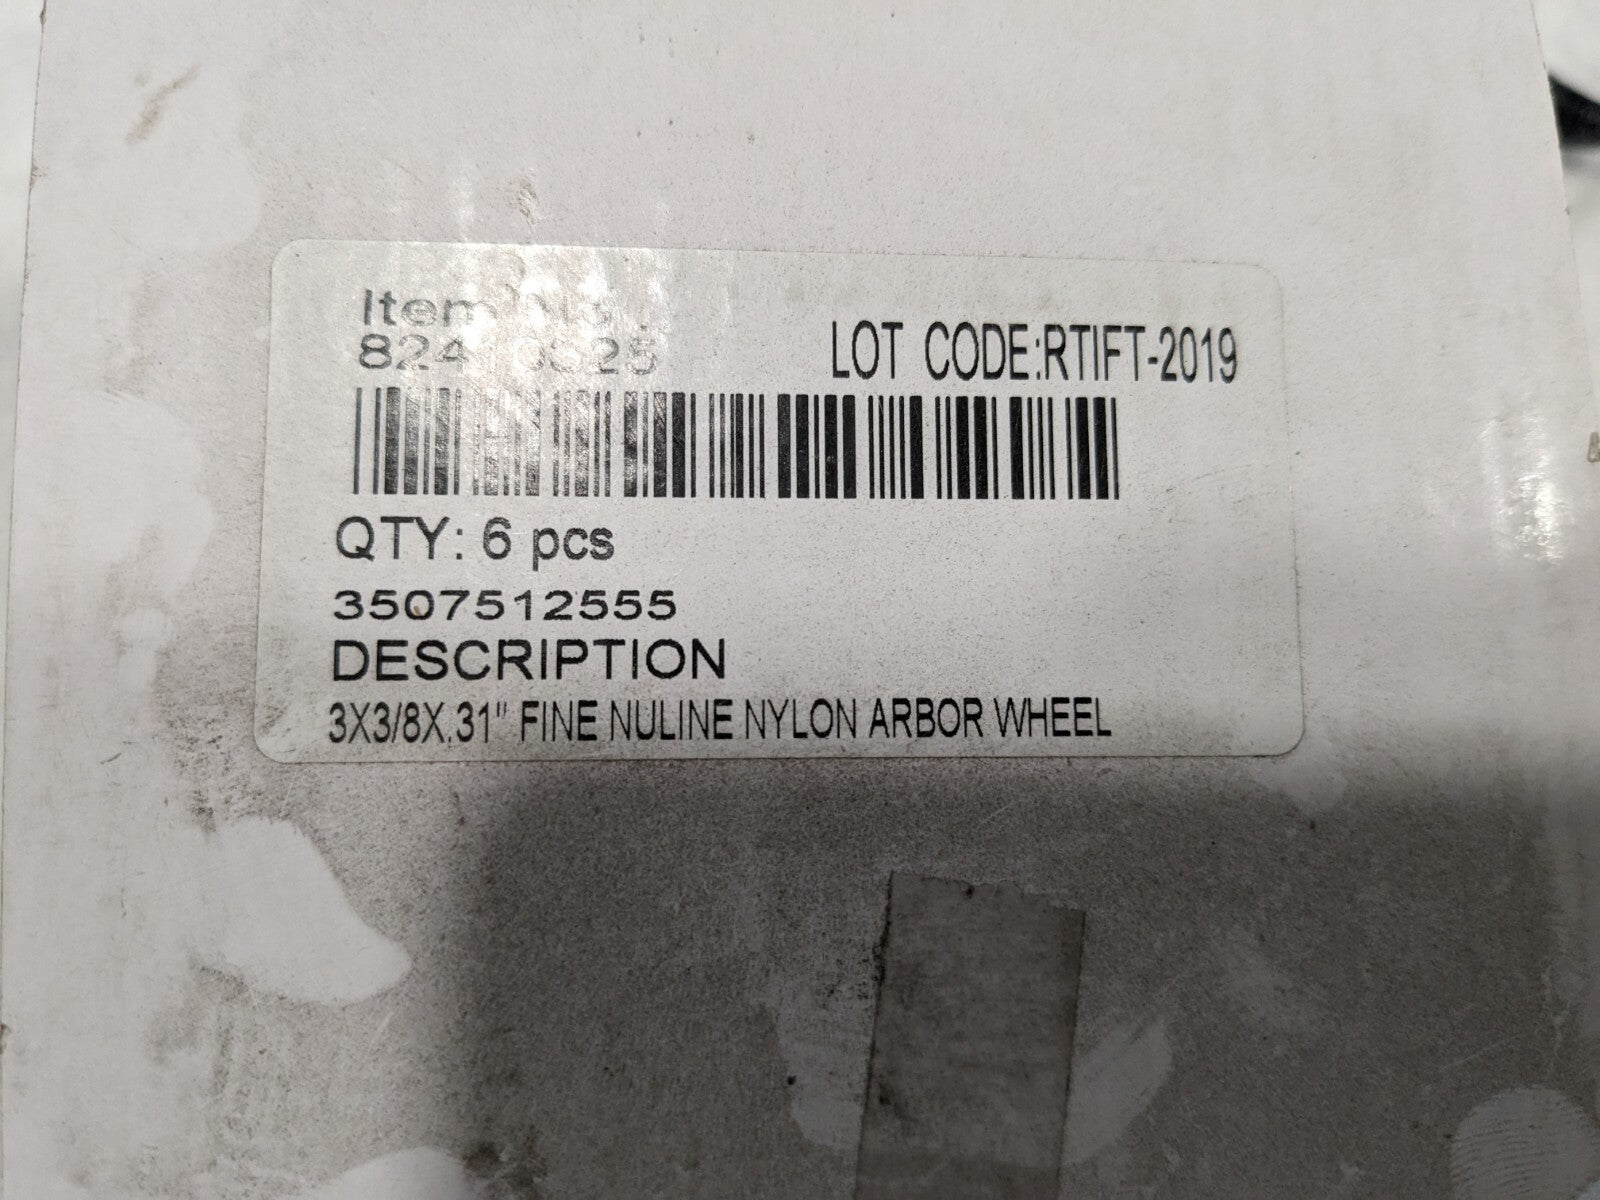 LOT CODE:RTIFT-2019
QTY: 6 pcs
3507512555
DESCRIPTION
3X3/8X.31" FINE NULINE NYLON ARBOR WHEEL